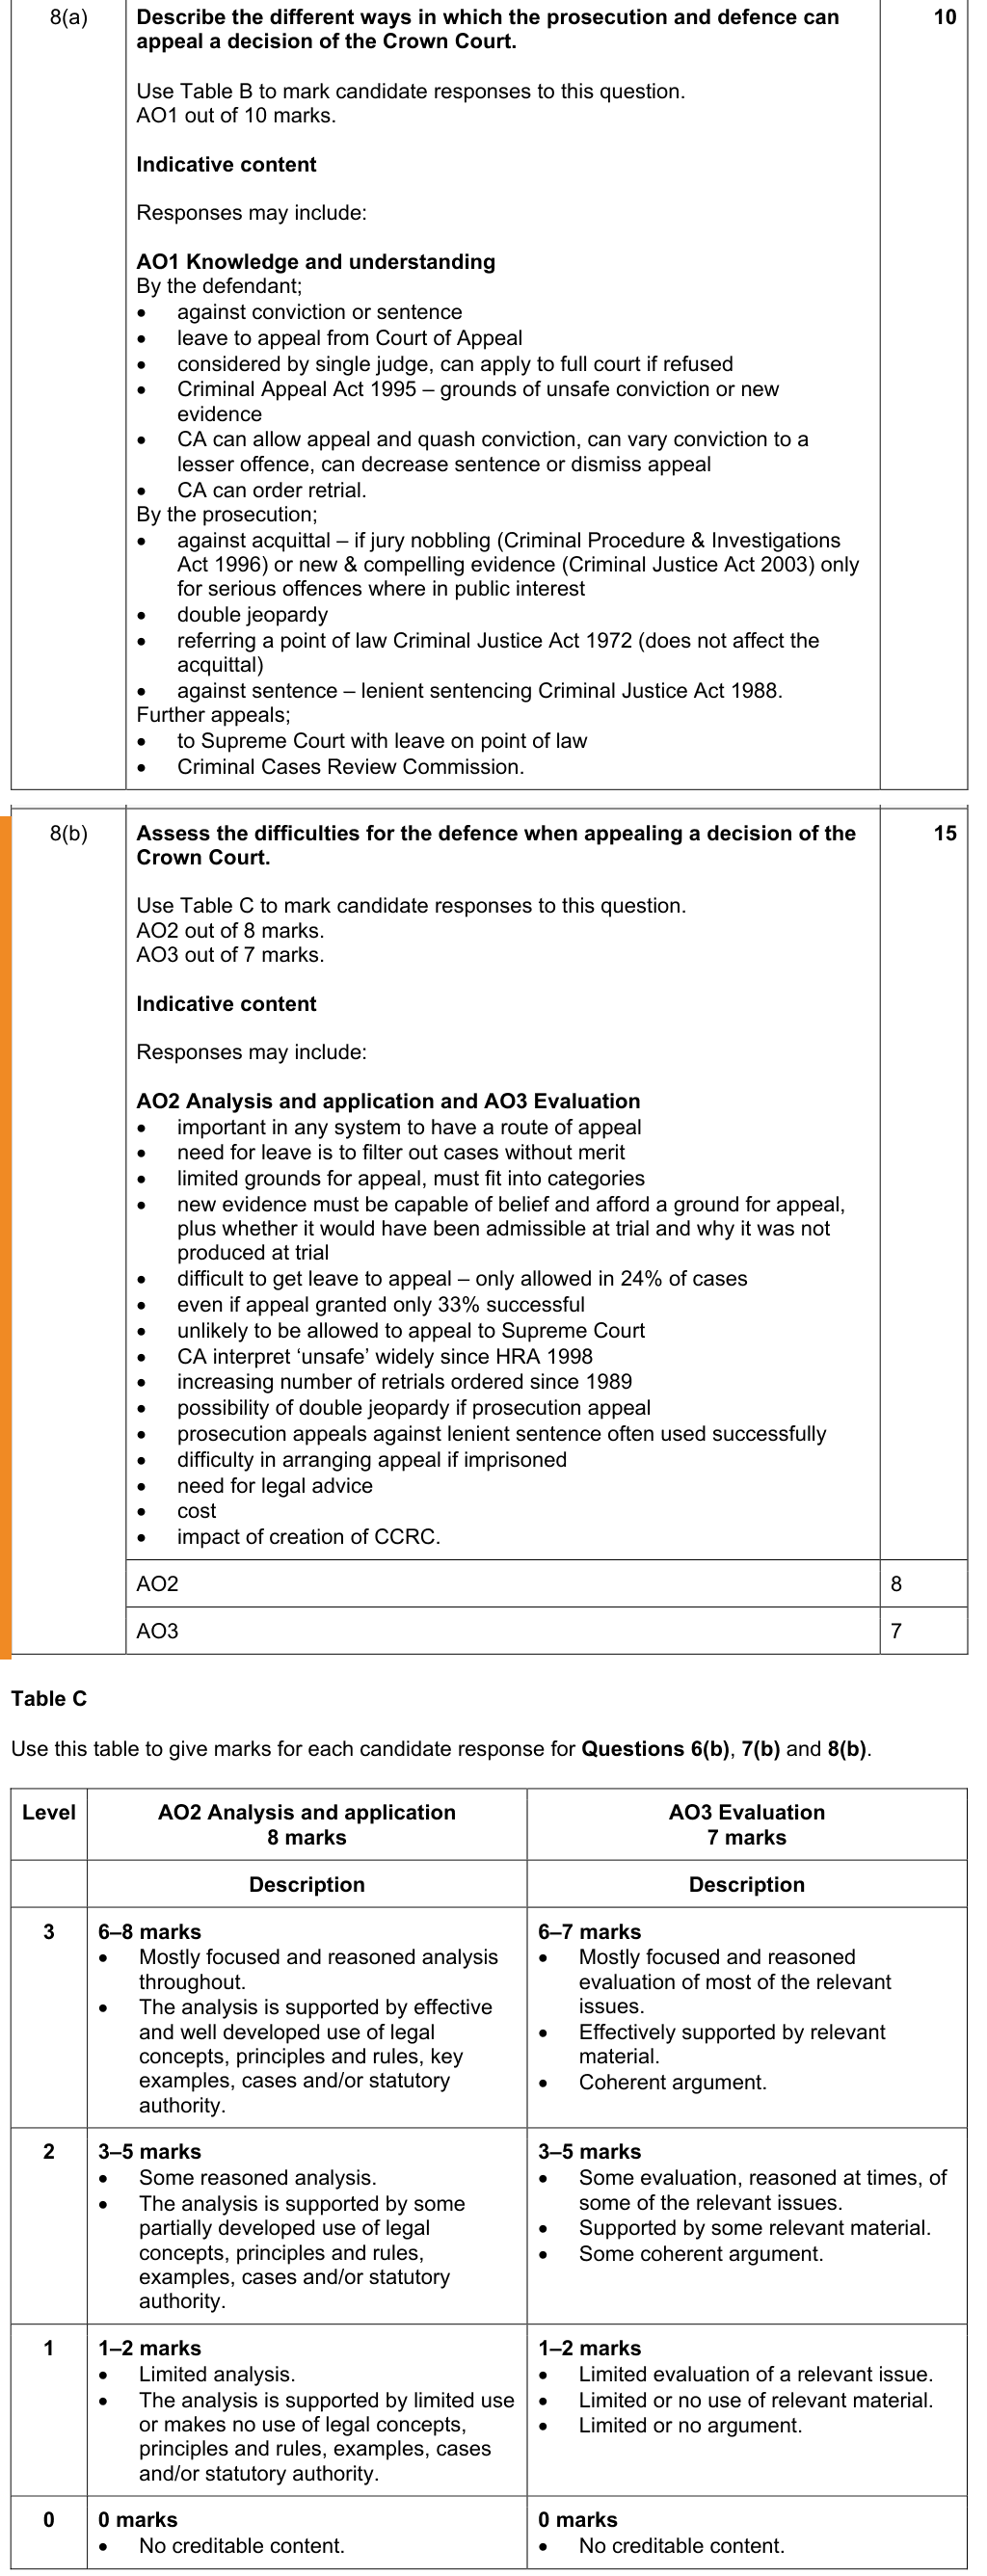 8(a) Describe the different ways in which the prosecution and defence can 10
appeal a decision of the Crown Court.
Use Table B to mark candidate responses to this question.
AO1 out of 10 marks.
Indicative content
Responses may include:
AO1 Knowledge and understanding
By the defendant;
• against conviction or sentence
• leave to appeal from Court of Appeal
• considered by single judge, can apply to full court if refused
• Criminal Appeal Act 1995 – grounds of unsafe conviction or new
evidence
• CA can allow appeal and quash conviction, can vary conviction to a
lesser offence, can decrease sentence or dismiss appeal
• CA can order retrial.
By the prosecution;
• against acquittal – if jury nobbling (Criminal Procedure & Investigations
Act 1996) or new & compelling evidence (Criminal Justice Act 2003) only
for serious offences where in public interest
• double jeopardy
• referring a point of law Criminal Justice Act 1972 (does not affect the
acquittal)
• against sentence – lenient sentencing Criminal Justice Act 1988.
Further appeals;
• to Supreme Court with leave on point of law
• Criminal Cases Review Commission.
8(b) Assess the difficulties for the defence when appealing a decision of the 15
Crown Court.
Use Table C to mark candidate responses to this question.
AO2 out of 8 marks.
AO3 out of 7 marks.
Indicative content
Responses may include:
AO2 Analysis and application and AO3 Evaluation
• important in any system to have a route of appeal
• need for leave is to filter out cases without merit
• limited grounds for appeal, must fit into categories
• new evidence must be capable of belief and afford a ground for appeal,
plus whether it would have been admissible at trial and why it was not
produced at trial
• difficult to get leave to appeal – only allowed in 24% of cases
• even if appeal granted only 33% successful
• unlikely to be allowed to appeal to Supreme Court
• CA interpret ‘unsafe’ widely since HRA 1998
• increasing number of retrials ordered since 1989
• possibility of double jeopardy if prosecution appeal
• prosecution appeals against lenient sentence often used successfully
• difficulty in arranging appeal if imprisoned
• need for legal advice
• cost
• impact of creation of CCRC.
AO2 8
AO3 7
Table C
Use this table to give marks for each candidate response for Questions 6(b), 7(b) and 8(b).
Level
AO2 Analysis and application
8 marks
AO3 Evaluation
7 marks
Description
Description
3
6–8 marks
• Mostly focused and reasoned analysis
throughout.
• The analysis is supported by effective
and well developed use of legal
concepts, principles and rules, key
examples, cases and/or statutory
authority.
6–7 marks
• Mostly focused and reasoned
evaluation of most of the relevant
issues.
• Effectively supported by relevant
material.
• Coherent argument.
2
3–5 marks
• Some reasoned analysis.
• The analysis is supported by some
partially developed use of legal
concepts, principles and rules,
examples, cases and/or statutory
authority.
3–5 marks
• Some evaluation, reasoned at times, of
some of the relevant issues.
• Supported by some relevant material.
• Some coherent argument.
1
1–2 marks
• Limited analysis.
• The analysis is supported by limited use
or makes no use of legal concepts,
principles and rules, examples, cases
and/or statutory authority.
1–2 marks
• Limited evaluation of a relevant issue.
• Limited or no use of relevant material.
• Limited or no argument.
0
0 marks
• No creditable content.
0 marks
• No creditable content.